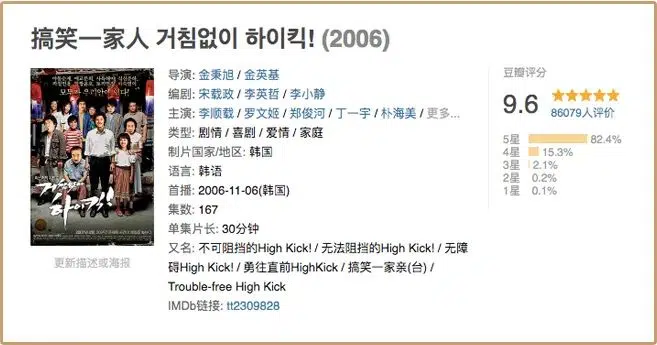 搞笑一家人 거침없이 하이킥! (2006)
导演: 金秉旭 / 金英基
编剧: 宋载政 / 李英哲 / 李小静
主演: 李顺载 / 罗文姬 / 郑俊河 / 丁一宇 / 朴海美 / 更多...
类型: 剧情 / 喜剧 / 爱情 / 家庭
制片国家/地区: 韩国
语言: 韩语
首播: 2006-11-06(韩国)
集数: 167
单集片长: 30分钟
又名: 不可阻挡的High Kick! / 无法阻挡的High Kick! / 无障
碍High Kick! / 勇往直前HighKick / 搞笑一家亲(台) /
Trouble-free High Kick
IMDb链接: tt2309828
거침없이
하이킥!
更新描述或海报
豆瓣评分
9.6
86079人评价
5星 82.4%
4星 15.3%
3星 2.1%
2星 0.2%
1星 0.1%